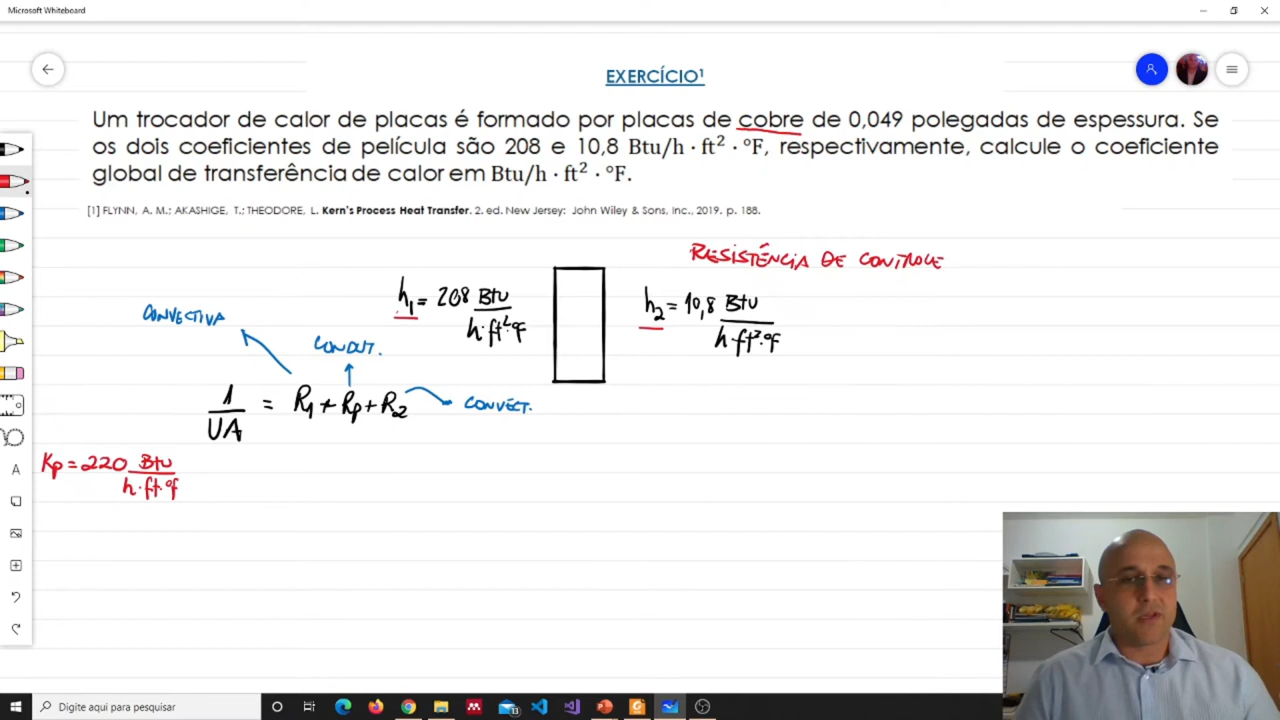 Microsoft Whiteboard
EXERCÍCIO¹
Um trocador de calor de placas é formado por placas de cobre de 0,049 polegadas de espessura. Se
os dois coeficientes de película são 208 e 10,8 Btu/h · ft² · °F, respectivamente, calcule o coeficiente
global de transferência de calor em Btu/h · ft² · °F.
[1] FLYNN, A. M.; AKASHIGE, T.; THEODORE, L. Kern's Process Heat Transfer. 2. ed. New Jersey: John Wiley & Sons, Inc., 2019. p. 188.
RESISTÊNCIA DE CONTROLE
h₁ = 208 Btu
h·ft²·°F
h₂ = 10,8 Btu
h·ft²·°F
CONVECTIVA
CONDUT.
1
UA
= R₁ + Rp + R₂
CONVECT.
Kp = 220 Btu
h·ft·°F
A
13
Digite aqui para pesquisar